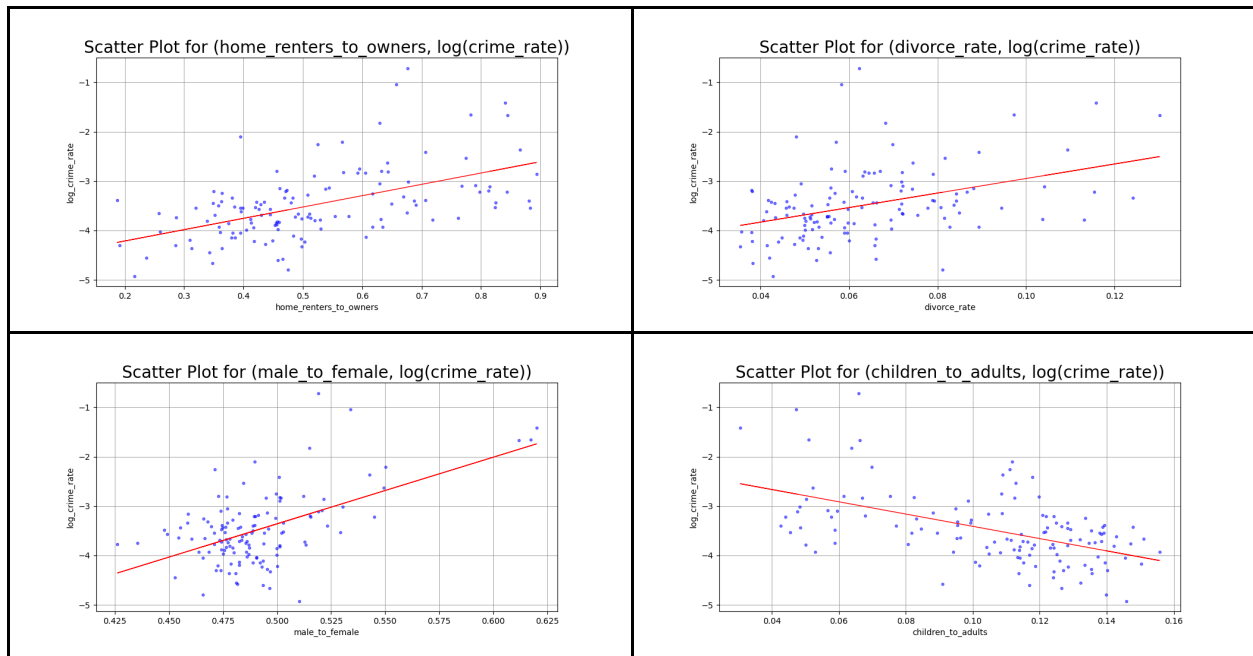 Scatter Plot for (home_renters_to_owners, log(crime_rate))
−1
−2
−3
−4
−5
log_crime_rate
0.2 0.3 0.4 0.5 0.6 0.7 0.8 0.9
home_renters_to_owners
Scatter Plot for (divorce_rate, log(crime_rate))
−1
−2
−3
−4
−5
log_crime_rate
0.04 0.06 0.08 0.10 0.12
divorce_rate
Scatter Plot for (male_to_female, log(crime_rate))
−1
−2
−3
−4
−5
log_crime_rate
0.425 0.450 0.475 0.500 0.525 0.550 0.575 0.600 0.625
male_to_female
Scatter Plot for (children_to_adults, log(crime_rate))
−1
−2
−3
−4
−5
log_crime_rate
0.04 0.06 0.08 0.10 0.12 0.14 0.16
children_to_adults